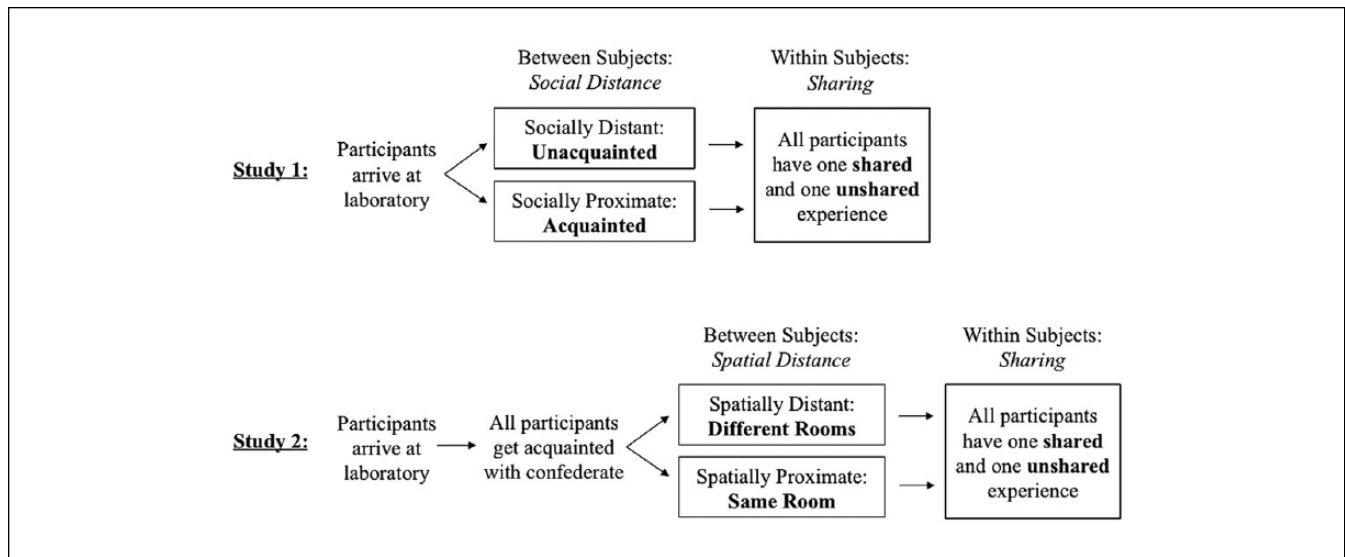 Between Subjects:
Social Distance
Within Subjects:
Sharing
Study 1:
Participants
arrive at
laboratory
Socially Distant:
Unacquainted
Socially Proximate:
Acquainted
All participants
have one shared
and one unshared
experience
Between Subjects:
Spatial Distance
Within Subjects:
Sharing
Study 2:
Participants
arrive at
laboratory
All participants
get acquainted
with confederate
Spatially Distant:
Different Rooms
Spatially Proximate:
Same Room
All participants
have one shared
and one unshared
experience